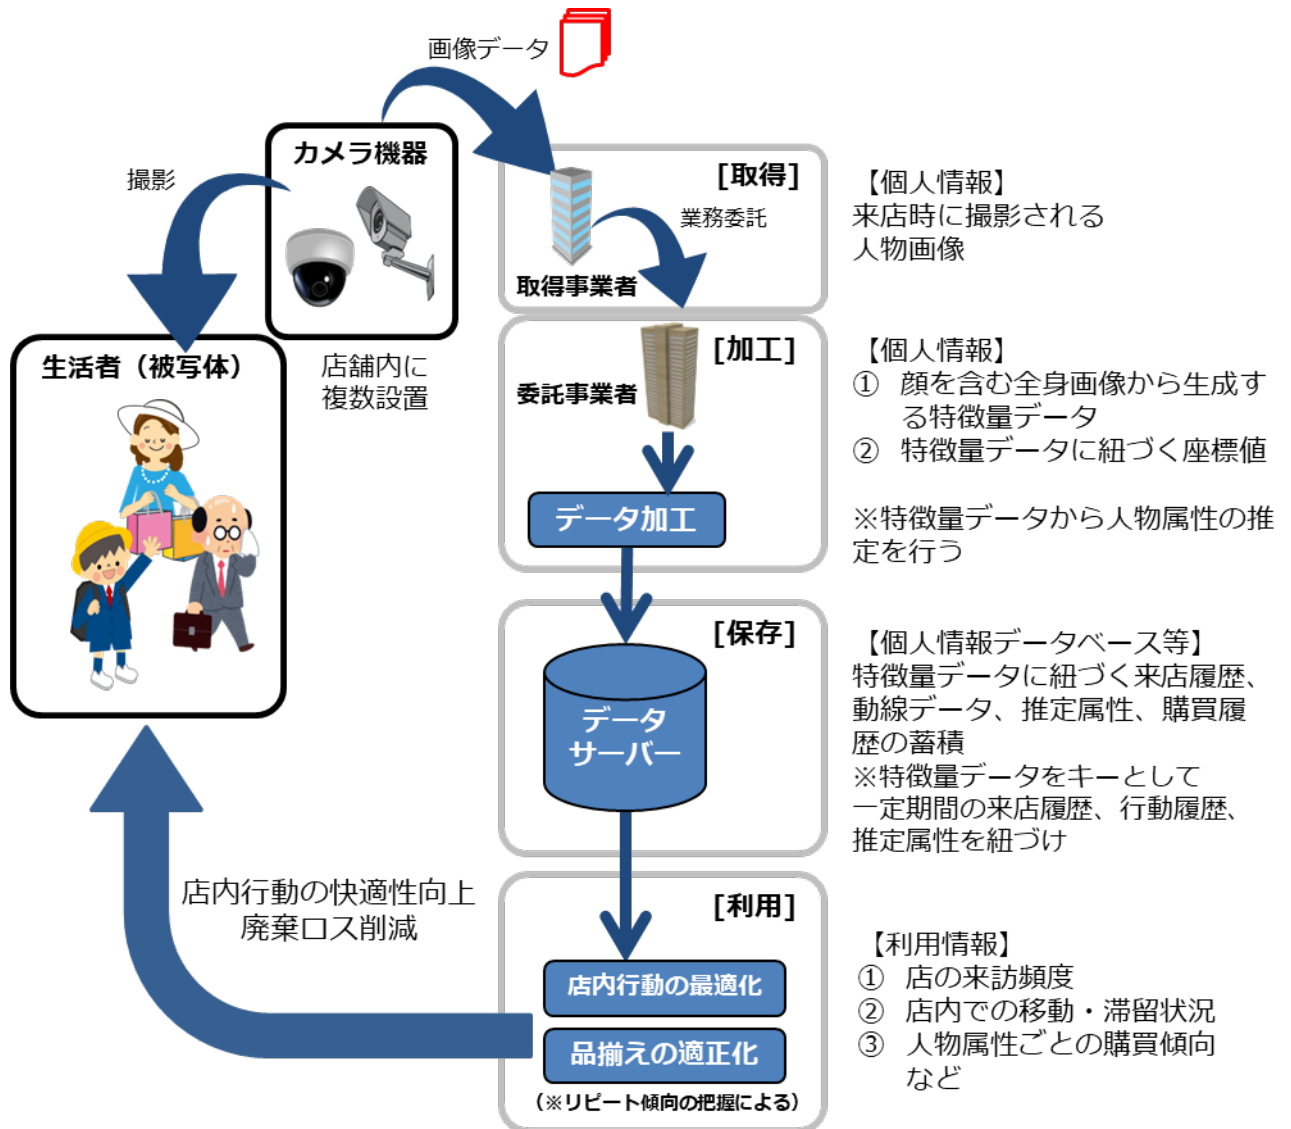 画像データ
カメラ機器
撮影
店舗内に
複数設置
生活者（被写体）
[取得]
業務委託
取得事業者
【個人情報】
来店時に撮影される
人物画像
[加工]
委託事業者
データ加工
【個人情報】
① 顔を含む全身画像から生成す
る特徴量データ
② 特徴量データに紐づく座標値
※特徴量データから人物属性の推
定を行う
[保存]
データ
サーバー
【個人情報データベース等】
特徴量データに紐づく来店履歴、
動線データ、推定属性、購買履
歴の蓄積
※特徴量データをキーとして
一定期間の来店履歴、行動履歴、
推定属性を紐づけ
[利用]
店内行動の最適化
品揃えの適正化
（※リピート傾向の把握による）
【利用情報】
① 店の来訪頻度
② 店内での移動・滞留状況
③ 人物属性ごとの購買傾向
など
店内行動の快適性向上
廃棄ロス削減